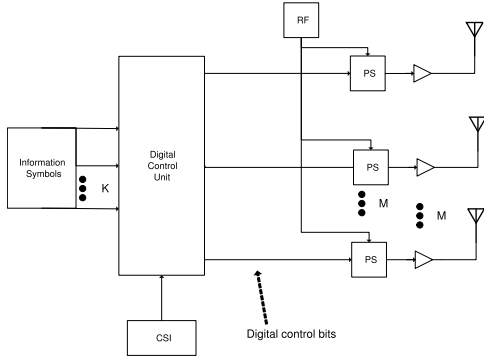 RF
PS
Information
Symbols
K
Digital
Control
Unit
PS
M
M
PS
CSI
Digital control bits